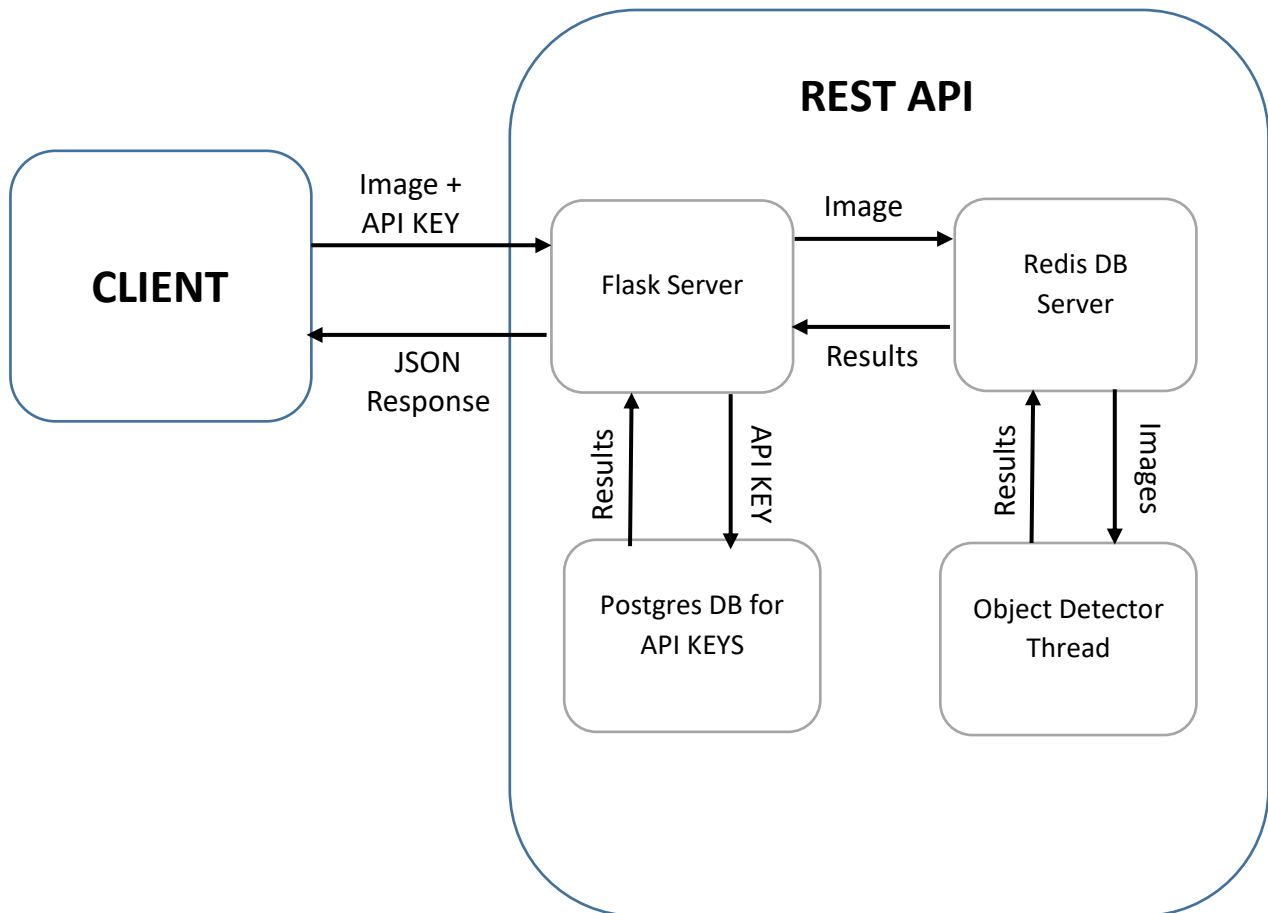 REST API
CLIENT
Image +
API KEY
JSON
Response
Flask Server
Image
Results
Redis DB
Server
Results
API KEY
Results
Images
Postgres DB for
API KEYS
Object Detector
Thread